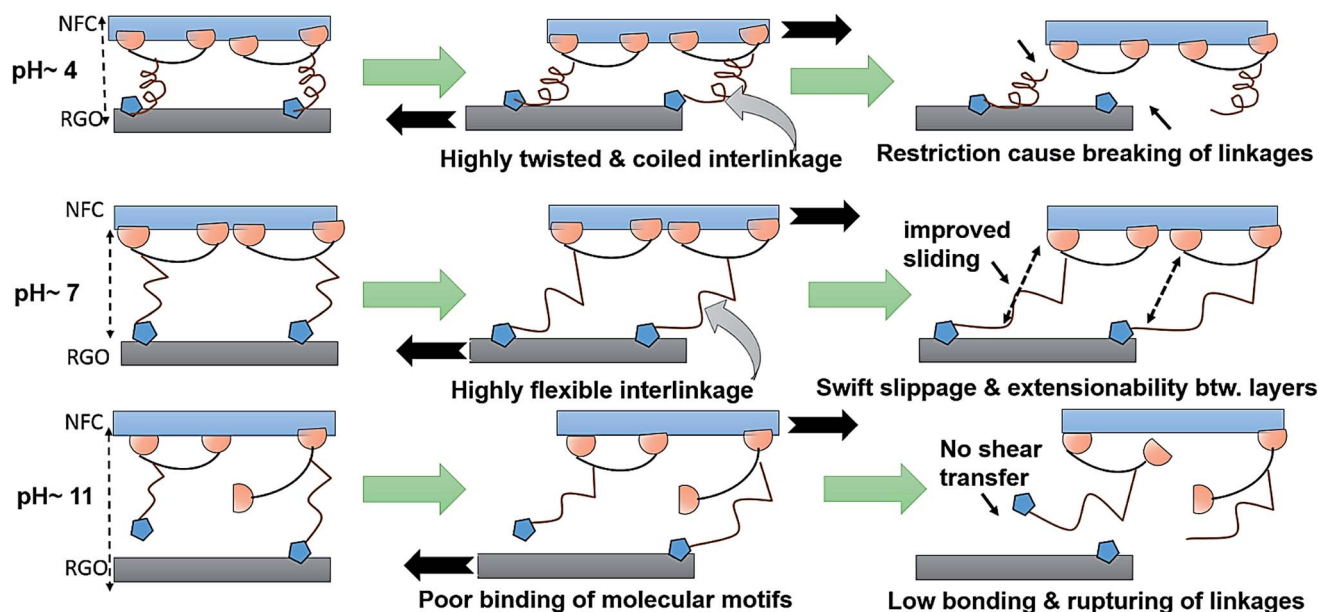 NFC
pH~ 4
RGO
Highly twisted & coiled interlinkage
Restriction cause breaking of linkages
NFC
pH~ 7
RGO
improved
sliding
Highly flexible interlinkage
Swift slippage & extensionability btw. layers
NFC
pH~ 11
RGO
No shear
transfer
Poor binding of molecular motifs
Low bonding & rupturing of linkages